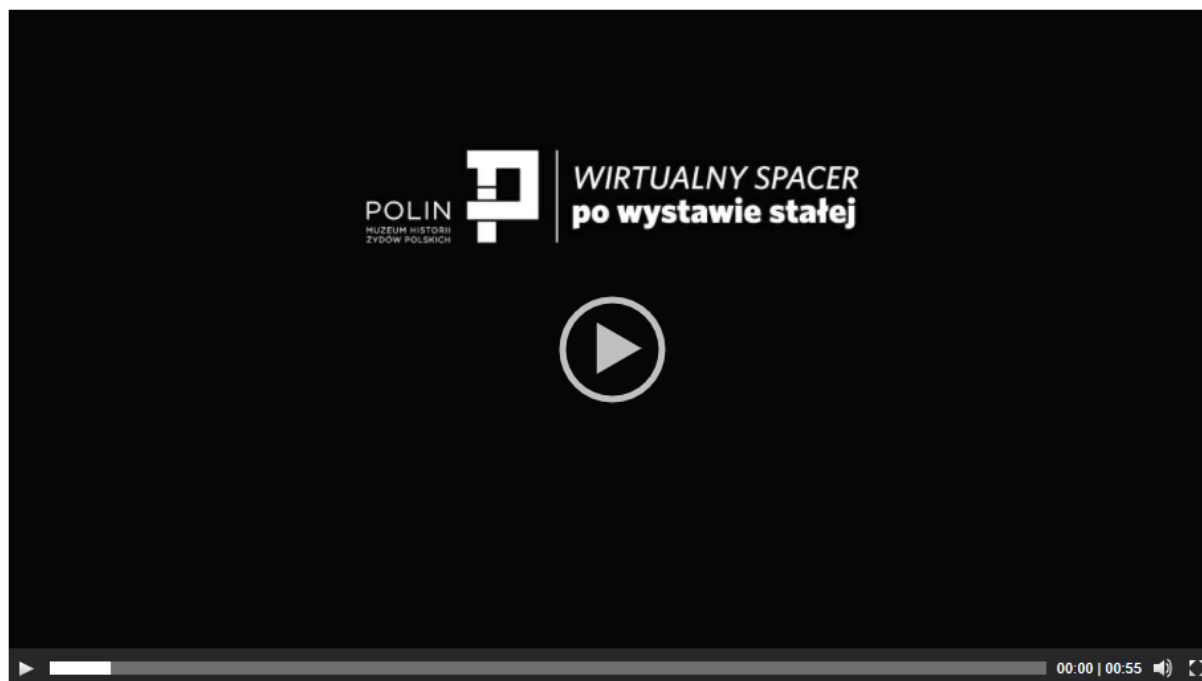 POLIN
MUZEUM HISTORII
ŻYDÓW POLSKICH
WIRTUALNY SPACER
po wystawie stałej
00:00 | 00:55